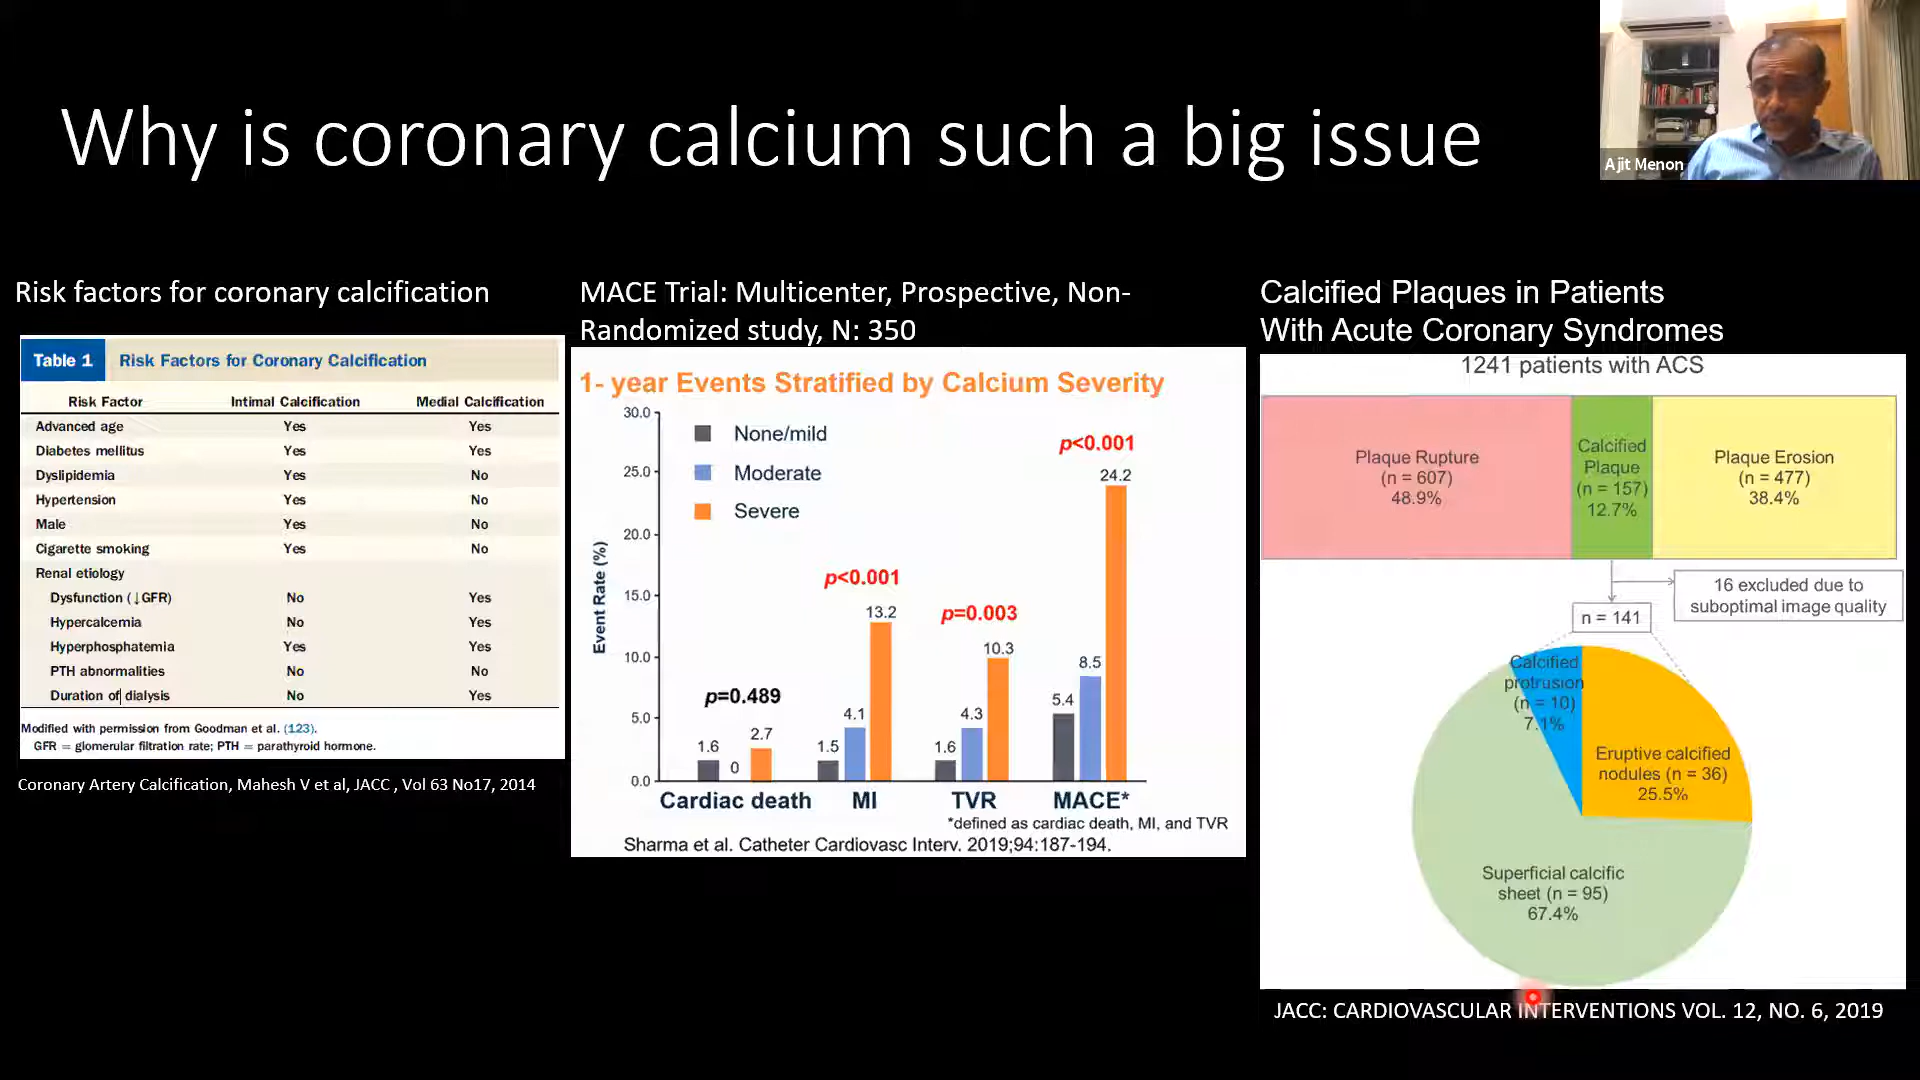 Why is coronary calcium such a big issue
Ajit Menon
Risk factors for coronary calcification
Table 1 Risk Factors for Coronary Calcification
Risk Factor Intimal Calcification Medial Calcification
Advanced age Yes Yes
Diabetes mellitus Yes Yes
Dyslipidemia Yes No
Hypertension Yes No
Male Yes No
Cigarette smoking Yes No
Renal etiology
Dysfunction (↓GFR) No Yes
Hypercalcemia No Yes
Hyperphosphatemia Yes Yes
PTH abnormalities No No
Duration of dialysis No Yes
Modified with permission from Goodman et al. (123).
GFR = glomerular filtration rate; PTH = parathyroid hormone.
Coronary Artery Calcification, Mahesh V et al, JACC , Vol 63 No17, 2014
MACE Trial: Multicenter, Prospective, Non-
Randomized study, N: 350
1- year Events Stratified by Calcium Severity
Event Rate (%)
30.0
25.0
20.0
15.0
10.0
5.0
0.0
None/mild
Moderate
Severe
p=0.489
1.6
0
2.7
p<0.001
1.5
4.1
13.2
p=0.003
1.6
4.3
10.3
p<0.001
5.4
8.5
24.2
Cardiac death MI TVR MACE*
*defined as cardiac death, MI, and TVR
Sharma et al. Catheter Cardiovasc Interv. 2019;94:187-194.
Calcified Plaques in Patients
With Acute Coronary Syndromes
1241 patients with ACS
Plaque Rupture
(n = 607)
48.9%
Calcified
Plaque
(n = 157)
12.7%
Plaque Erosion
(n = 477)
38.4%
16 excluded due to
suboptimal image quality
n = 141
Calcified
protrusion
(n = 10)
7.1%
Eruptive calcified
nodules (n = 36)
25.5%
Superficial calcific
sheet (n = 95)
67.4%
JACC: CARDIOVASCULAR INTERVENTIONS VOL. 12, NO. 6, 2019